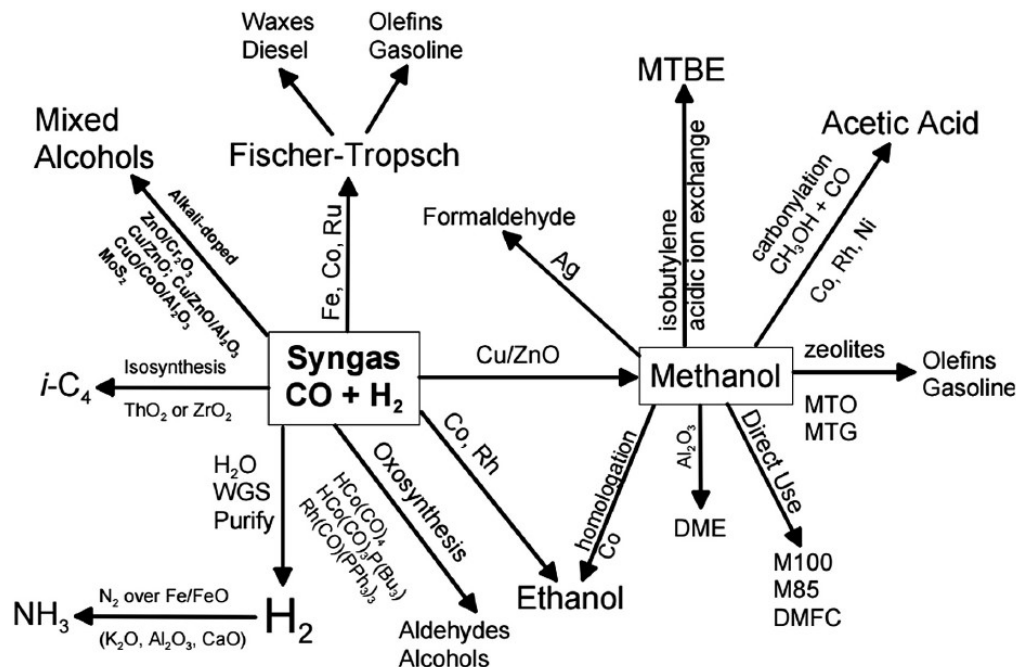 Waxes
Diesel
Olefins
Gasoline
MTBE
Mixed
Alcohols
Fischer-Tropsch
Acetic Acid
Alkali-doped
ZnO/Cr₂O₃
Cu/ZnO; Cu/ZnO/Al₂O₃
CuO/CoO/Al₂O₃
MoS₂
Fe, Co, Ru
Formaldehyde
Ag
isobutylene
acidic ion exchange
carbonylation
CH₃OH + CO
Co, Rh, Ni
Syngas
CO + H₂
Cu/ZnO
Methanol
zeolites
MTO
MTG
Olefins
Gasoline
i-C₄
Isosynthesis
ThO₂ or ZrO₂
H₂O
WGS
Purify
Oxosynthesis
HCo(CO)₄
HCo(CO)₃P(Bu₃)
Rh(CO)(PPh₃)₃
Co, Rh
homologation
Co
Al₂O₃
DME
Direct Use
M100
M85
DMFC
Ethanol
Aldehydes
Alcohols
NH₃
N₂ over Fe/FeO
(K₂O, Al₂O₃, CaO)
H₂